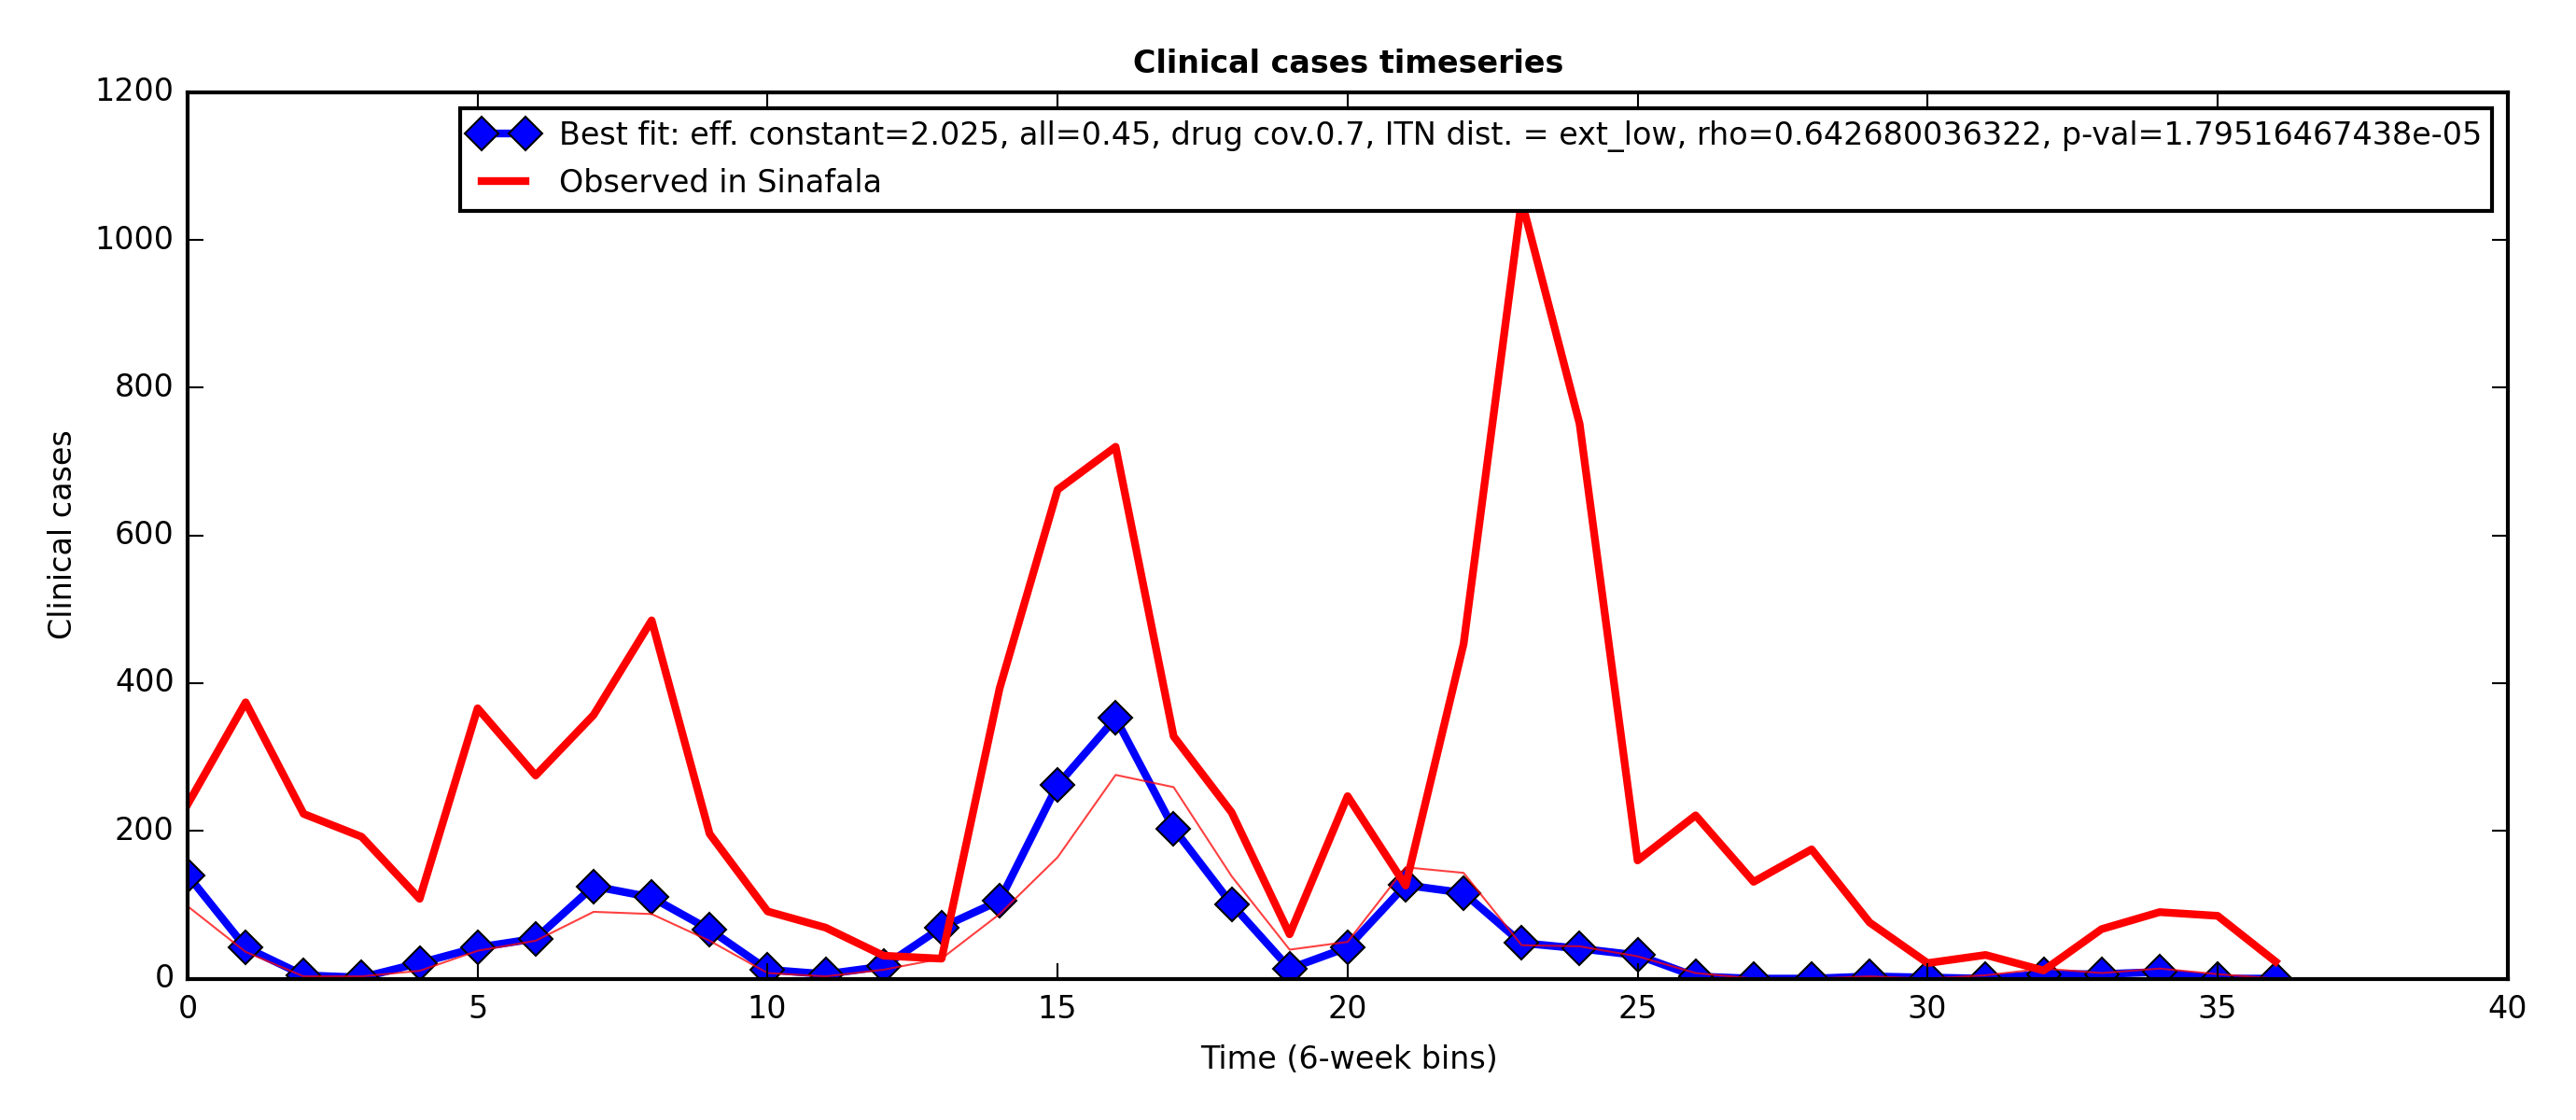 Clinical cases timeseries
1200
1000
800
600
400
200
0
Clinical cases
Best fit: eff. constant=2.025, all=0.45, drug cov.0.7, ITN dist. = ext_low, rho=0.642680036322, p-val=1.79516467438e-05
Observed in Sinafala
0 5 10 15 20 25 30 35 40
Time (6-week bins)